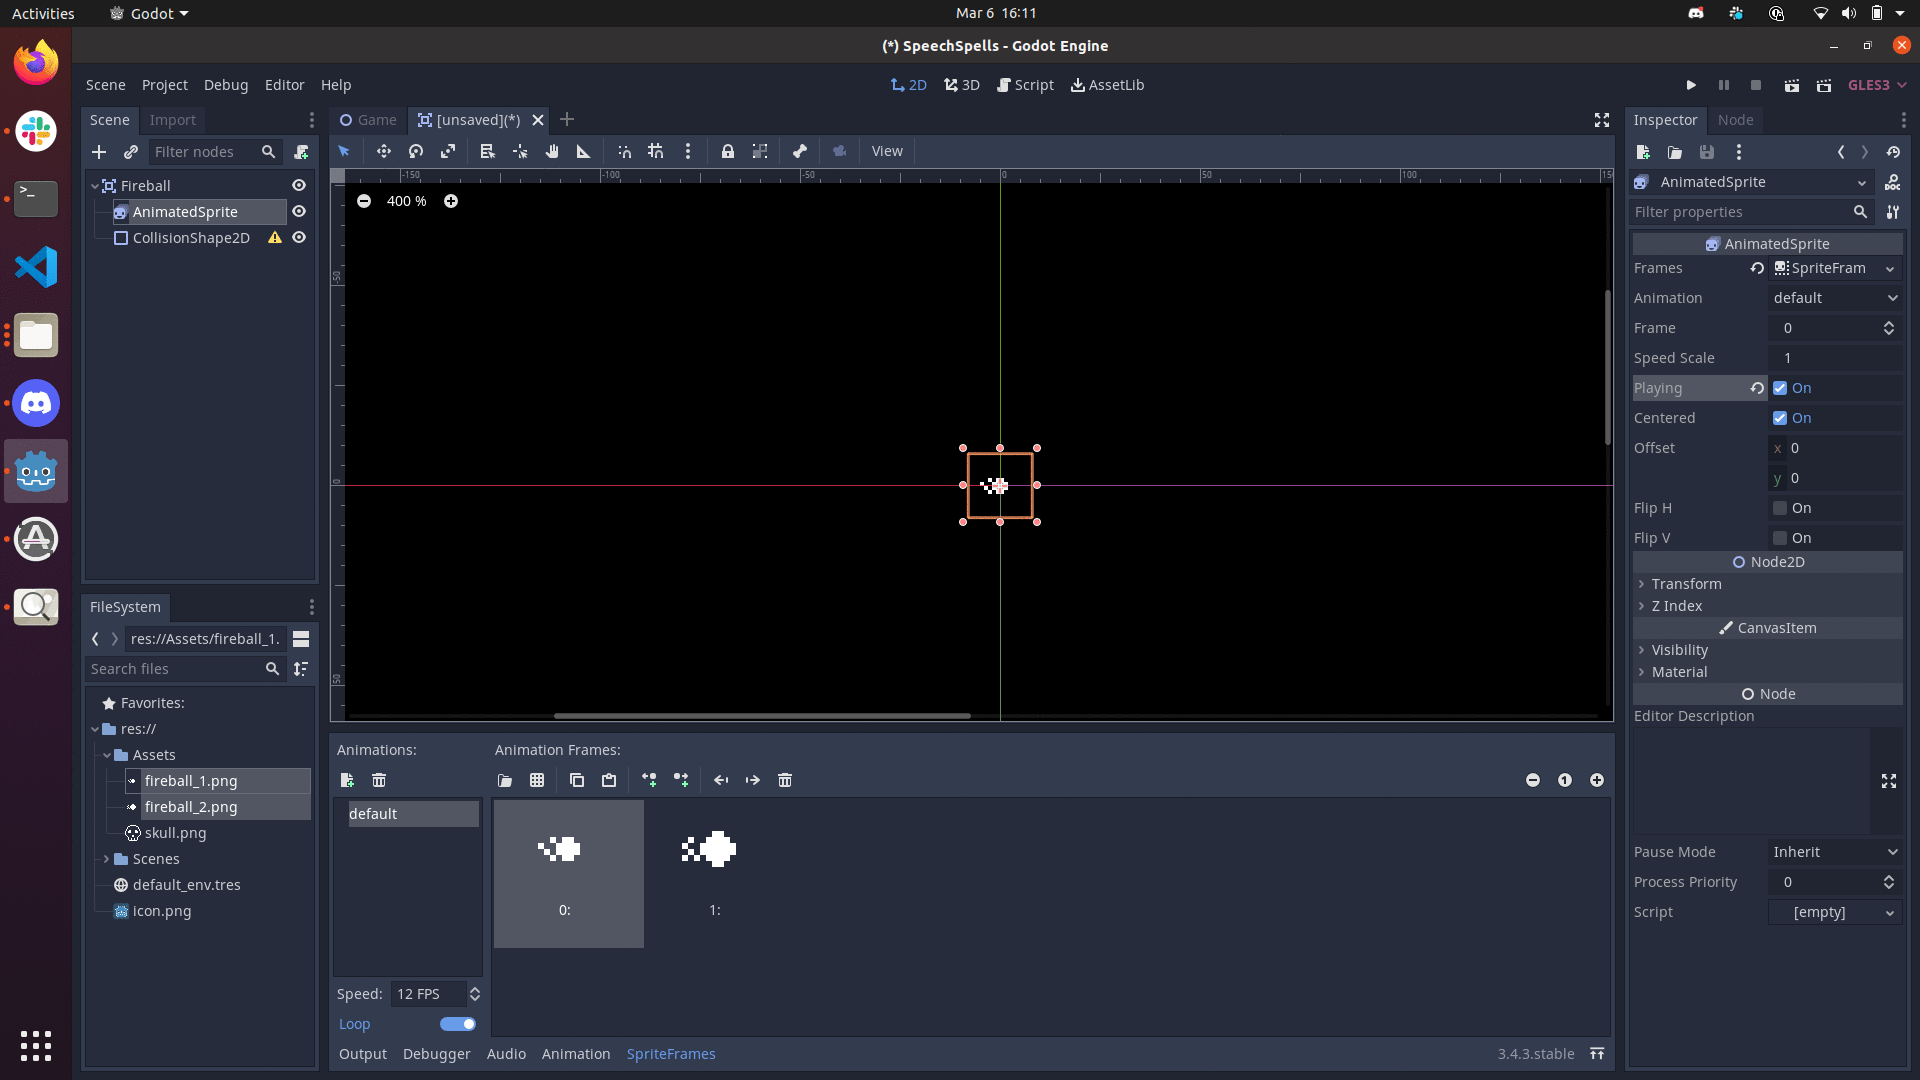 Activities Godot Mar 6 16:11
(*) SpeechSpells - Godot Engine
Scene Project Debug Editor Help 2D 3D Script AssetLib GLES3
Scene Import
Game [unsaved](*)
Inspector Node
Filter nodes
View
Fireball
AnimatedSprite
CollisionShape2D
-150 -100 -50 0 50 100 150
400 %
-50
0
50
AnimatedSprite
Filter properties
AnimatedSprite
Frames SpriteFram
Animation default
Frame 0
Speed Scale 1
Playing On
Centered On
Offset x 0
y 0
Flip H On
Flip V On
Node2D
Transform
Z Index
CanvasItem
Visibility
Material
Node
Editor Description
Pause Mode Inherit
Process Priority 0
Script [empty]
FileSystem
res://Assets/fireball_1.
Search files
Favorites:
res://
Assets
fireball_1.png
fireball_2.png
skull.png
Scenes
default_env.tres
icon.png
Animations:
default
Speed: 12 FPS
Loop
Animation Frames:
0: 1:
Output Debugger Audio Animation SpriteFrames 3.4.3.stable